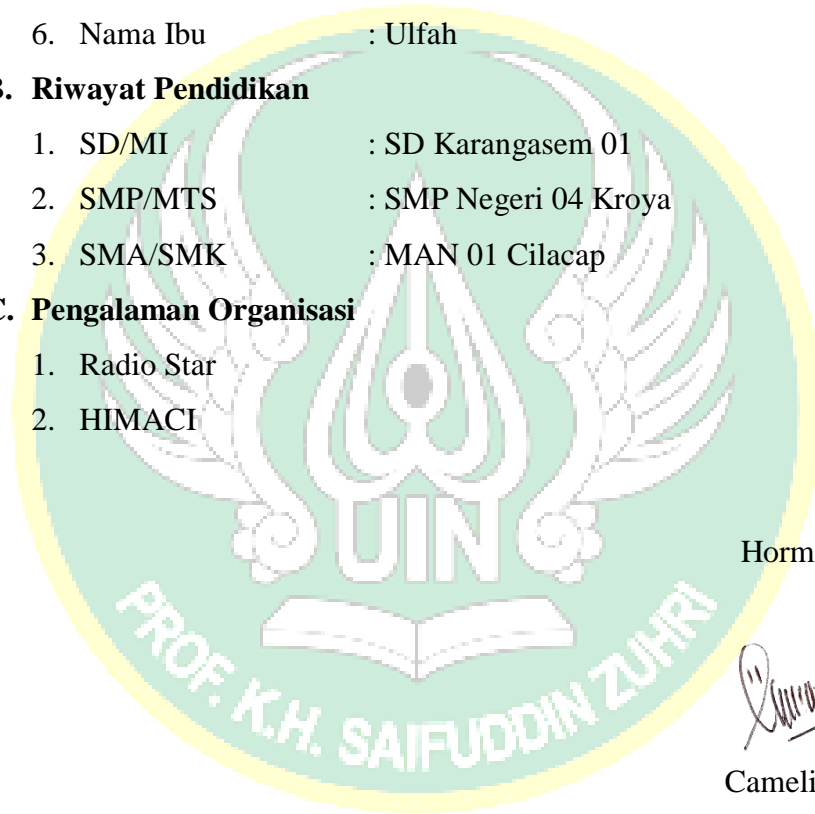 6. Nama Ibu : Ulfah
B. Riwayat Pendidikan
1. SD/MI : SD Karangasem 01
2. SMP/MTS : SMP Negeri 04 Kroya
3. SMA/SMK : MAN 01 Cilacap
C. Pengalaman Organisasi
1. Radio Star
2. HIMACI
UIN
PROF. K.H. SAIFUDDIN ZUHRI
Horm
Cameli